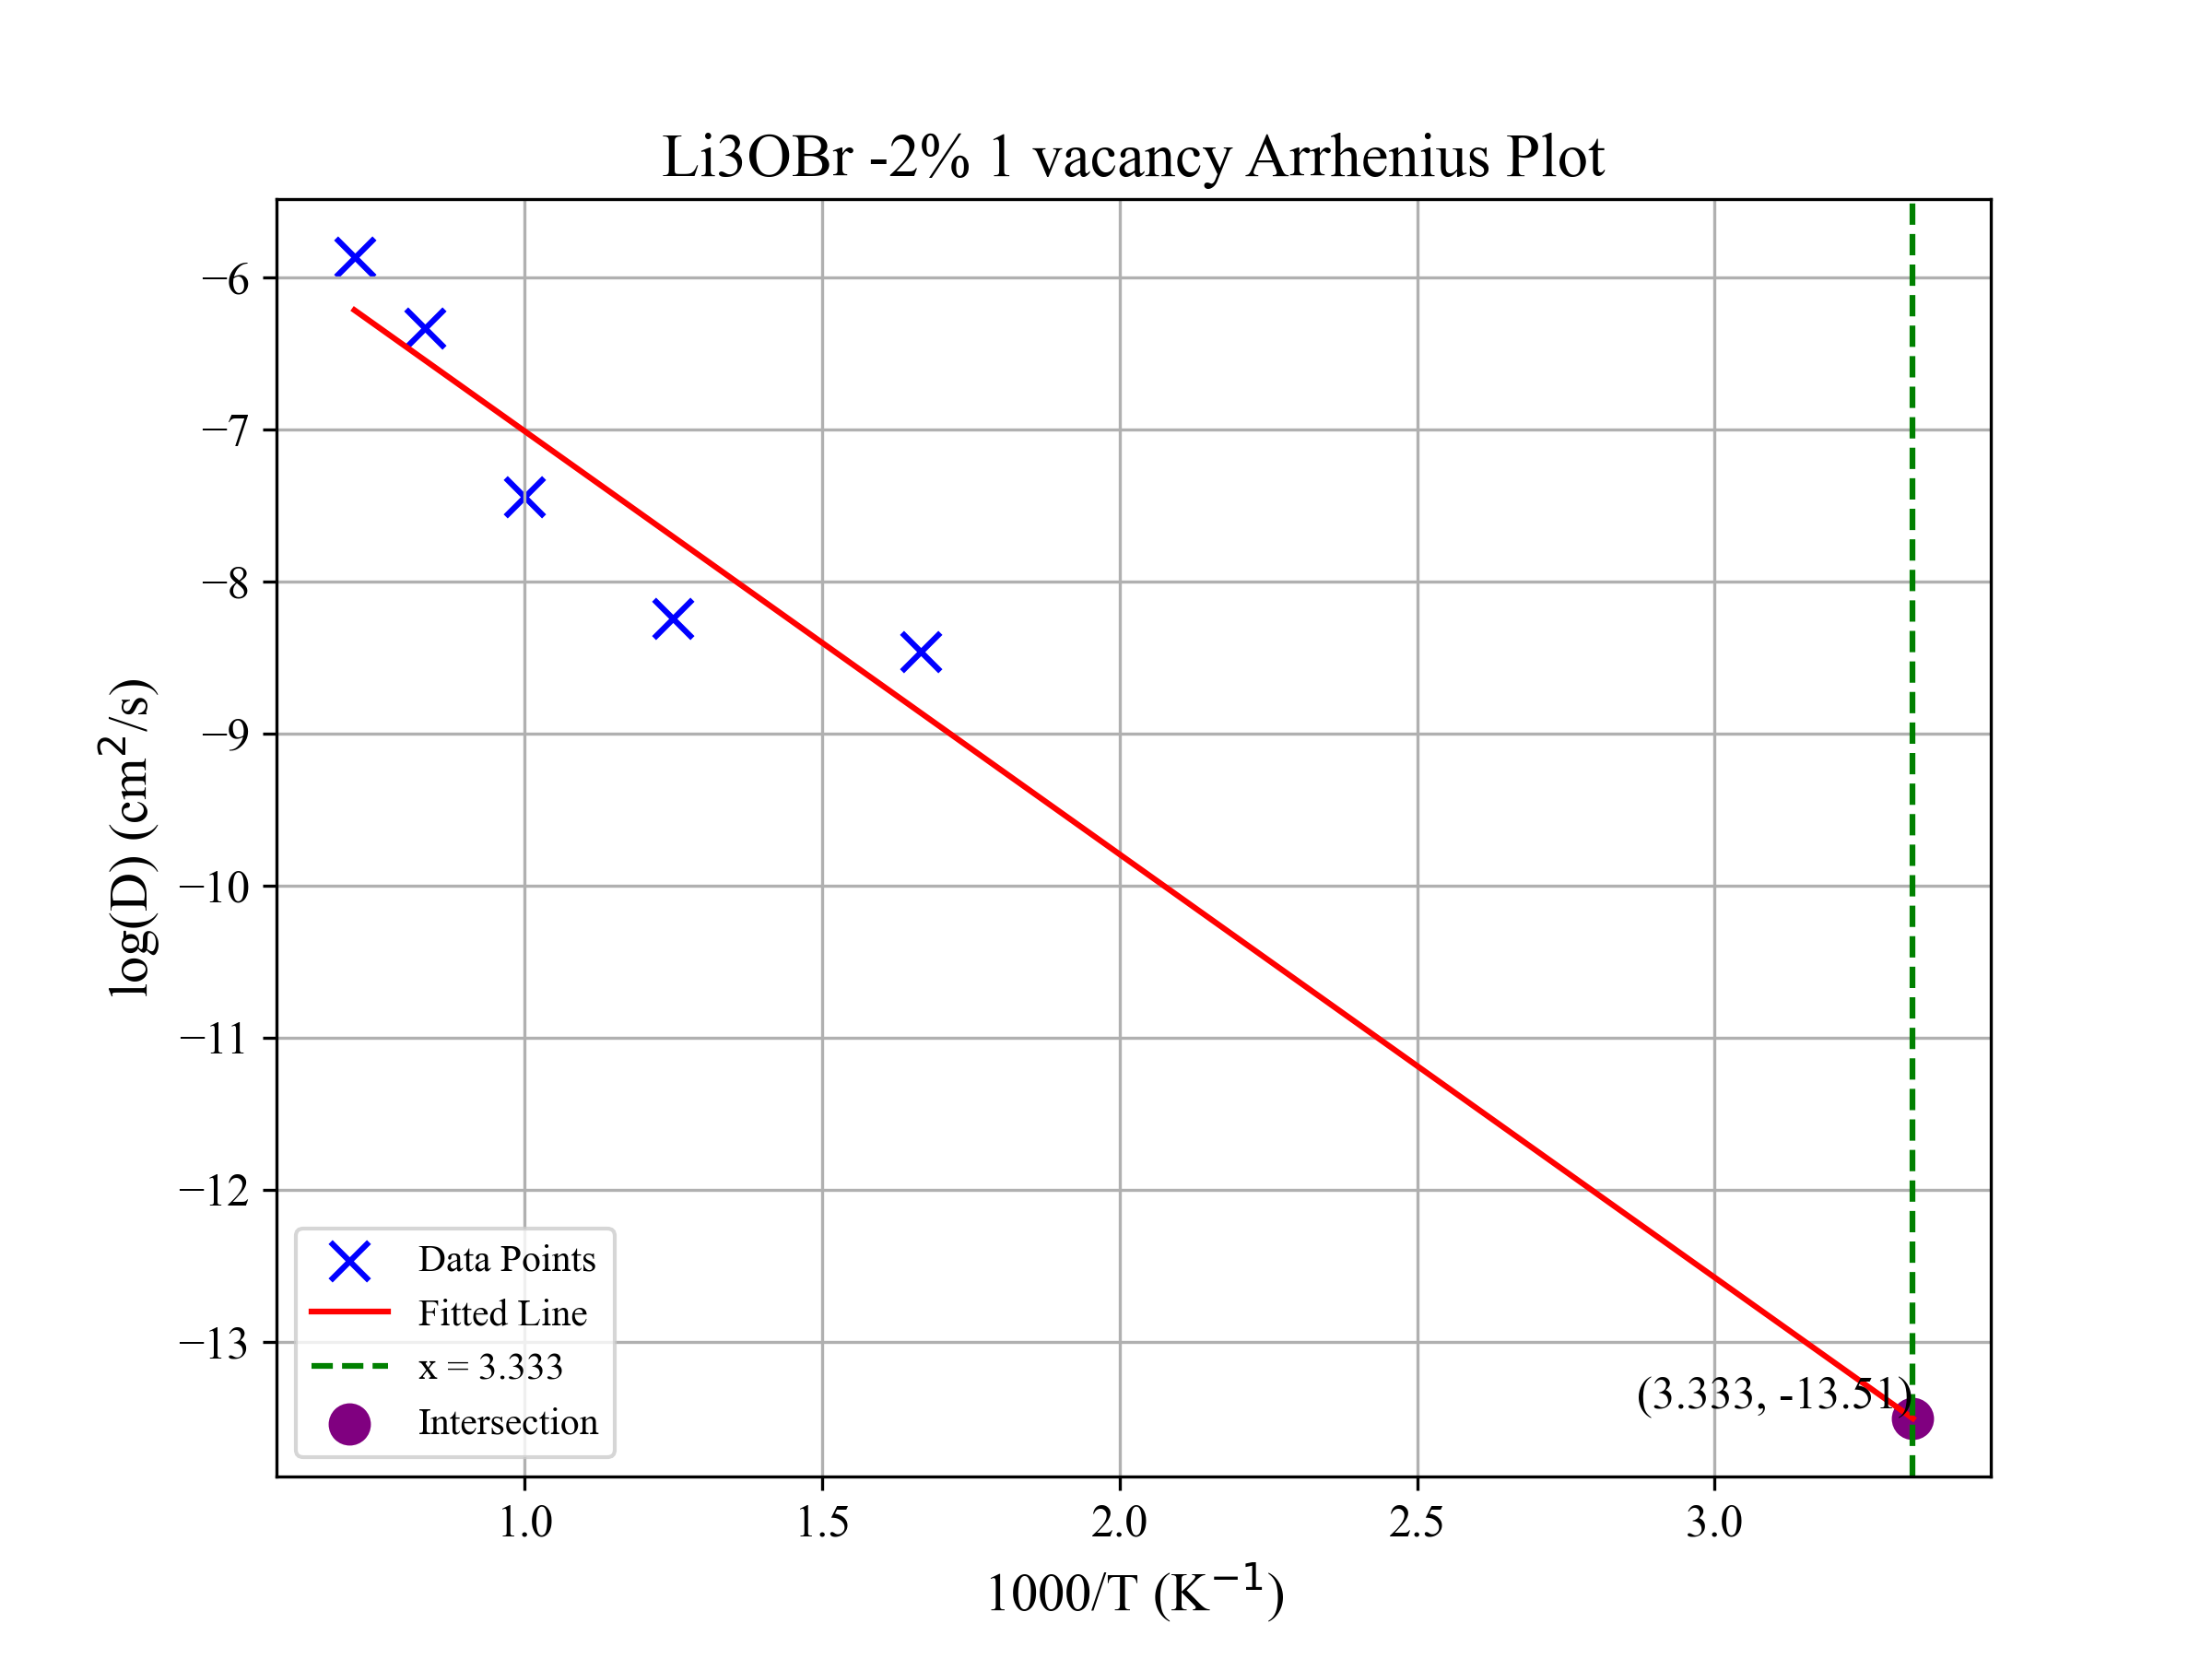 Li3OBr -2% 1 vacancy Arrhenius Plot
log(D) (cm²/s)
−6
−7
−8
−9
−10
−11
−12
−13
(3.333, -13.51)
Data Points
Fitted Line
x = 3.333
Intersection
1.0 1.5 2.0 2.5 3.0
1000/T (K⁻¹)